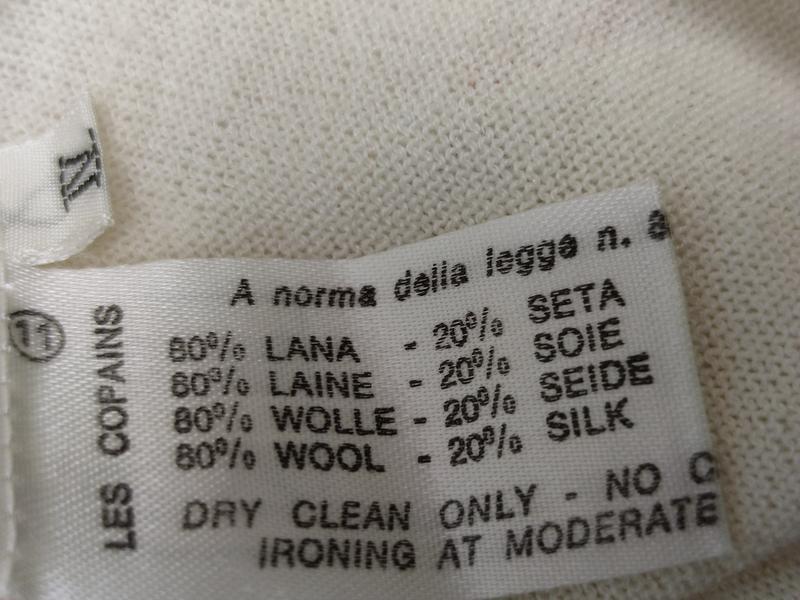 A norma della legge n.
80% LANA - 20% SETA
80% LAINE - 20% SOIE
80% WOLLE - 20% SEIDE
80% WOOL - 20% SILK
DRY CLEAN ONLY - NO C
IRONING AT MODERATE
LES COPAINS
11